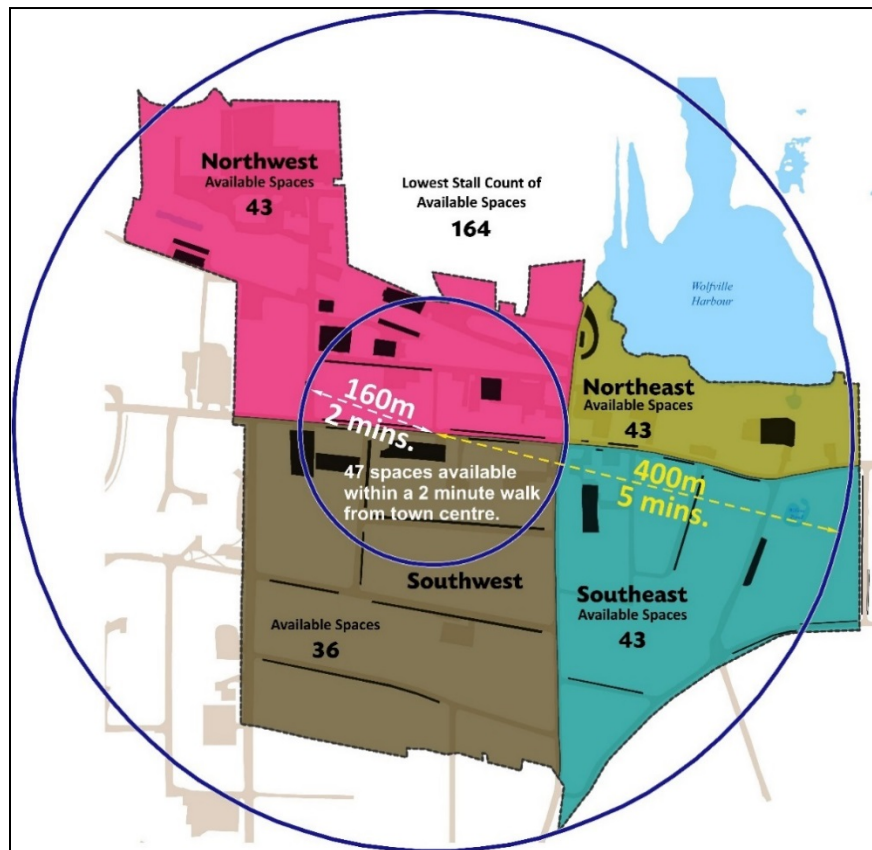 Northwest
Available Spaces
43
Lowest Stall Count of
Available Spaces
164
Wolfville
Harbour
Northeast
Available Spaces
43
160m
2 mins.
400m
5 mins.
47 spaces available
within a 2 minute walk
from town centre.
Southwest
Available Spaces
36
Southeast
Available Spaces
43